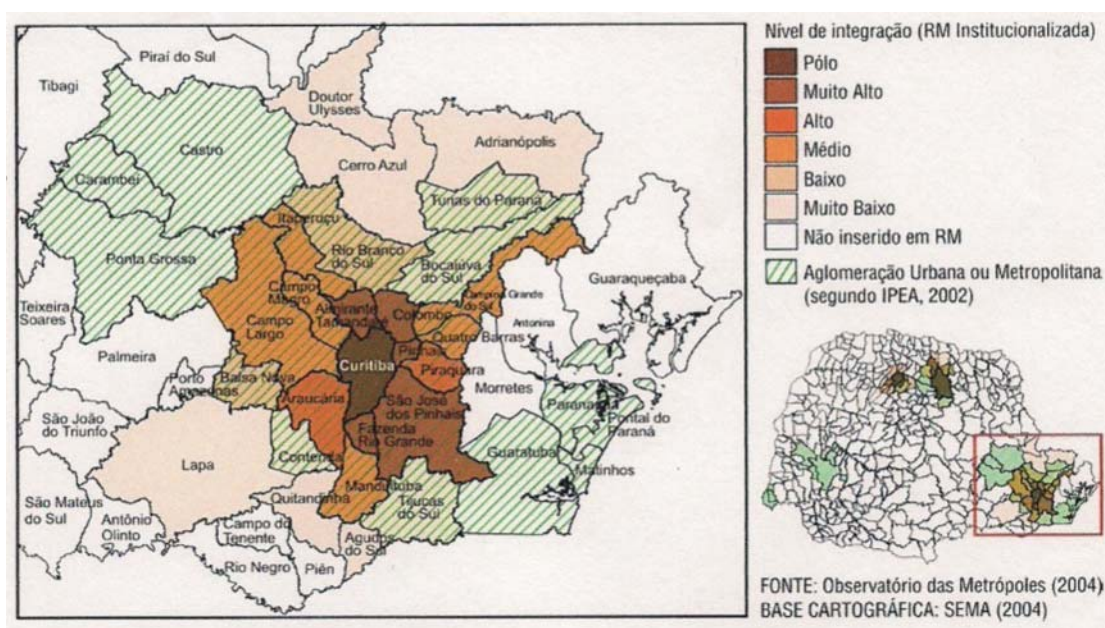 Piraí do Sul
Tibagi
Doutor
Ulysses
Adrianópolis
Castro
Cerro Azul
Carambeí
Tunas do Paraná
Itaperuçu
Rio Branco
do Sul
Bocaiúva do Sul
Ponta Grossa
Guaraqueçaba
Campo
Magro
Campina Grande
do Sul
Teixeira
Soares
Almirante
Tamandaré
Colombo
Antonina
Campo
Largo
Quatro Barras
Palmeira
Curitiba
Pinhais
Piraquara
Morretes
Porto
Amazonas
Balsa Nova
Araucária
São José
dos Pinhais
Paranaguá
Pontal do
Paraná
São João
do Triunfo
Fazenda
Rio Grande
Guaratuba
Matinhos
Lapa
Contenda
Mandirituba
Quitandinha
Tijucas
do Sul
São Mateus
do Sul
Antônio
Olinto
Campo do
Tenente
Agudos
do Sul
Rio Negro
Piên
Nível de integração (RM Institucionalizada)
Pólo
Muito Alto
Alto
Médio
Baixo
Muito Baixo
Não inserido em RM
Aglomeração Urbana ou Metropolitana
(segundo IPEA, 2002)
FONTE: Observatório das Metrópoles (2004)
BASE CARTOGRÁFICA: SEMA (2004)